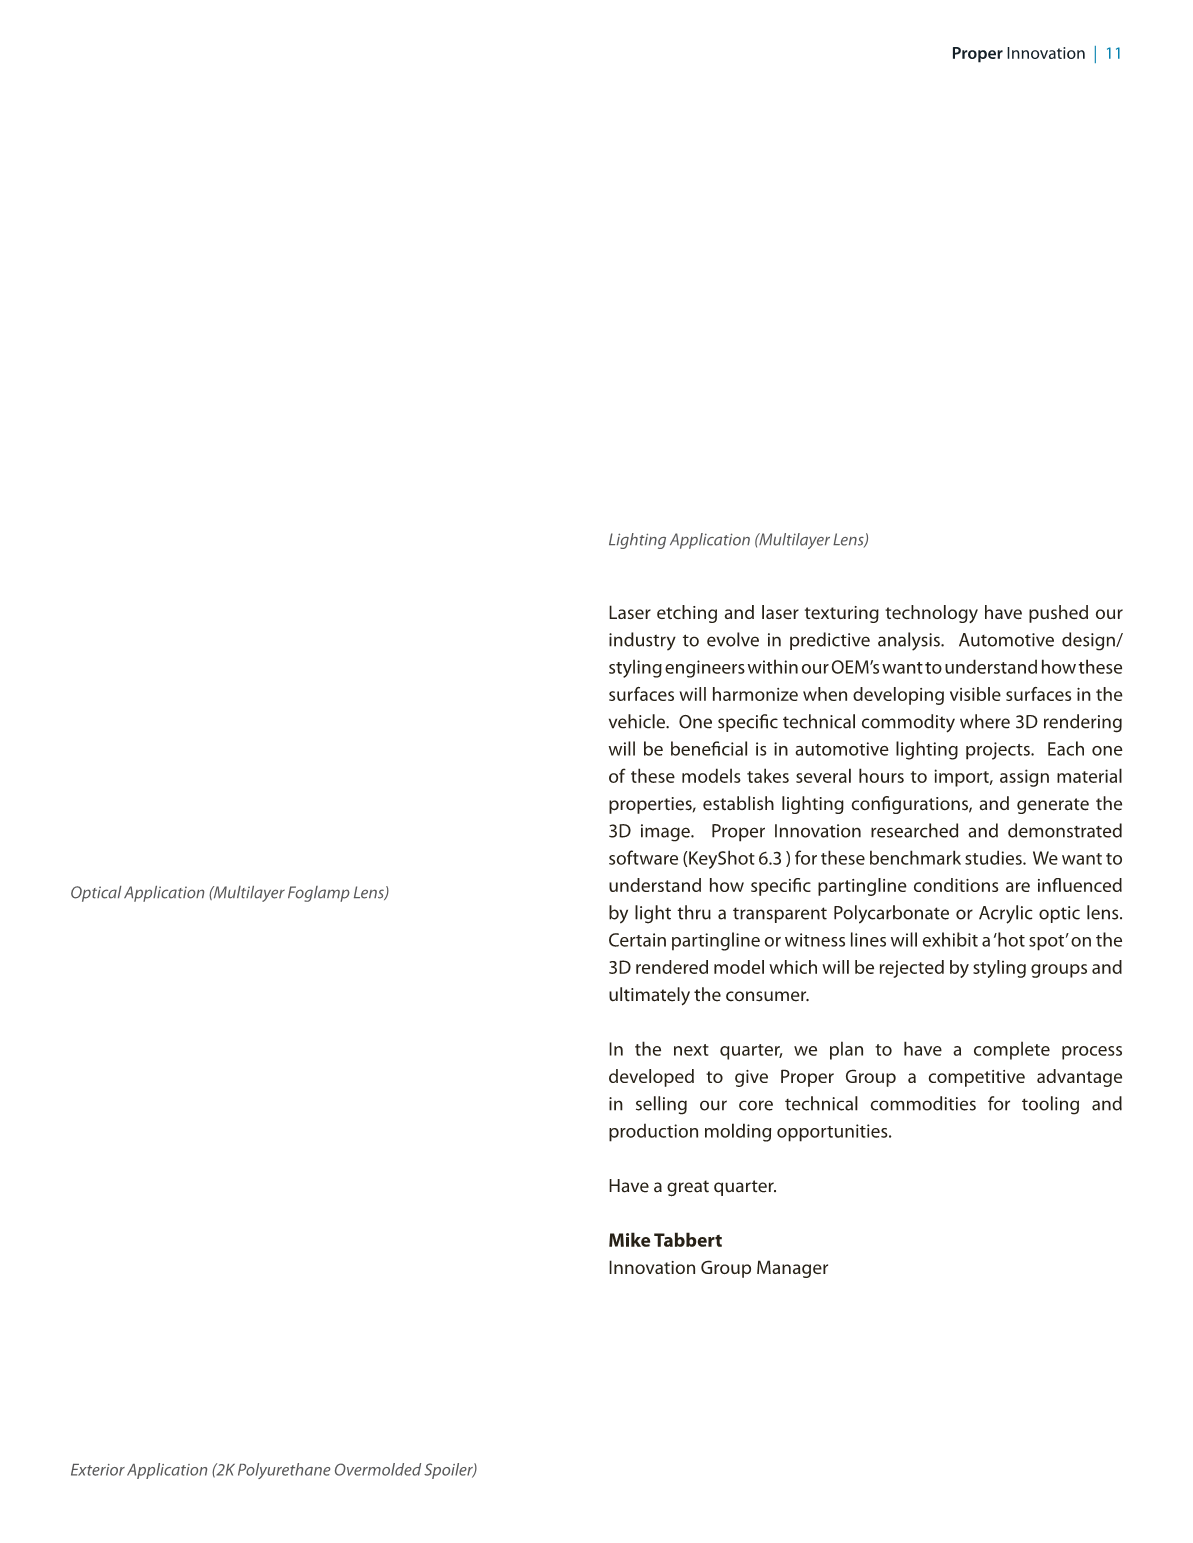 Proper Innovation | 11
Optical Application (Multilayer Foglamp Lens)
Exterior Application (2K Polyurethane Overmolded Spoiler)
Lighting Application (Multilayer Lens)
Laser etching and laser texturing technology have pushed our
industry to evolve in predictive analysis.  Automotive design/
styling engineers within our OEM’s want to understand how these
surfaces will harmonize when developing visible surfaces in the
vehicle.  One specific technical commodity where 3D rendering
will be beneficial is in automotive lighting projects.  Each one
of these models takes several hours to import, assign material
properties, establish lighting configurations, and generate the
3D image.  Proper Innovation researched and demonstrated
software (KeyShot 6.3 ) for these benchmark studies. We want to
understand how specific partingline conditions are influenced
by light thru a transparent Polycarbonate or Acrylic optic lens.
Certain partingline or witness lines will exhibit a ‘hot spot’ on the
3D rendered model which will be rejected by styling groups and
ultimately the consumer.
In the next quarter, we plan to have a complete process
developed to give Proper Group a competitive advantage
in selling our core technical commodities for tooling and
production molding opportunities.
Have a great quarter.
Mike Tabbert
Innovation Group Manager